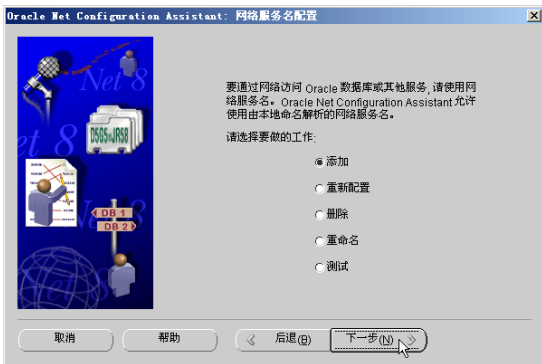 Oracle Net Configuration Assistant: 网络服务名配置
Net 8
et 8
DSG5=JRS8
DB 1
DB 2
要通过网络访问 Oracle 数据库或其他服务,请使用网
络服务名。Oracle Net Configuration Assistant 允许
使用由本地命名解析的网络服务名。
请选择要做的工作:
添加
重新配置
删除
重命名
测试
取消
帮助
后退(B)
下一步(N)